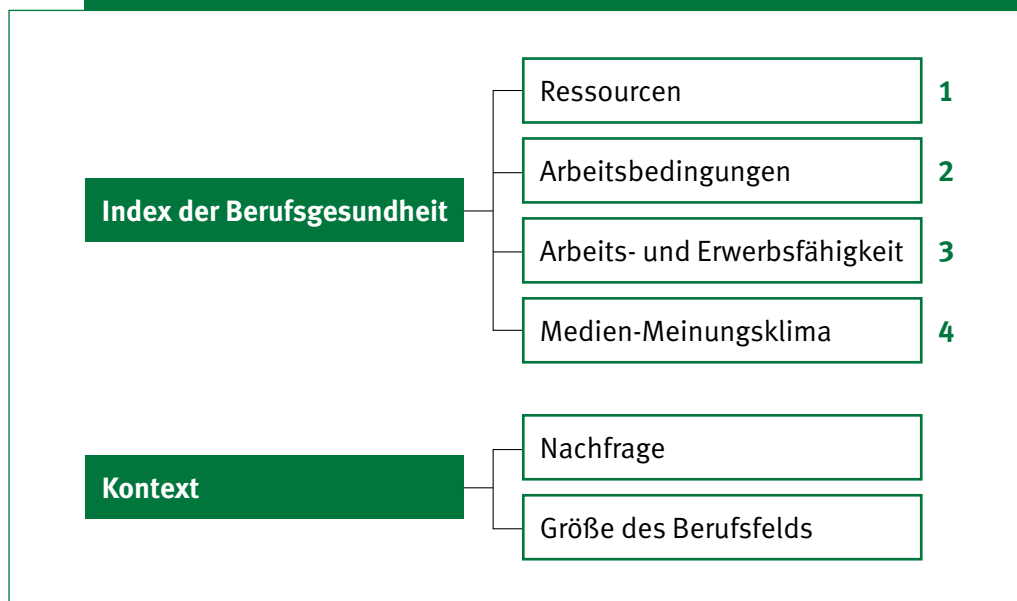 Index der Berufsgesundheit
Ressourcen 1
Arbeitsbedingungen 2
Arbeits- und Erwerbsfähigkeit 3
Medien-Meinungsklima 4
Kontext
Nachfrage
Größe des Berufsfelds